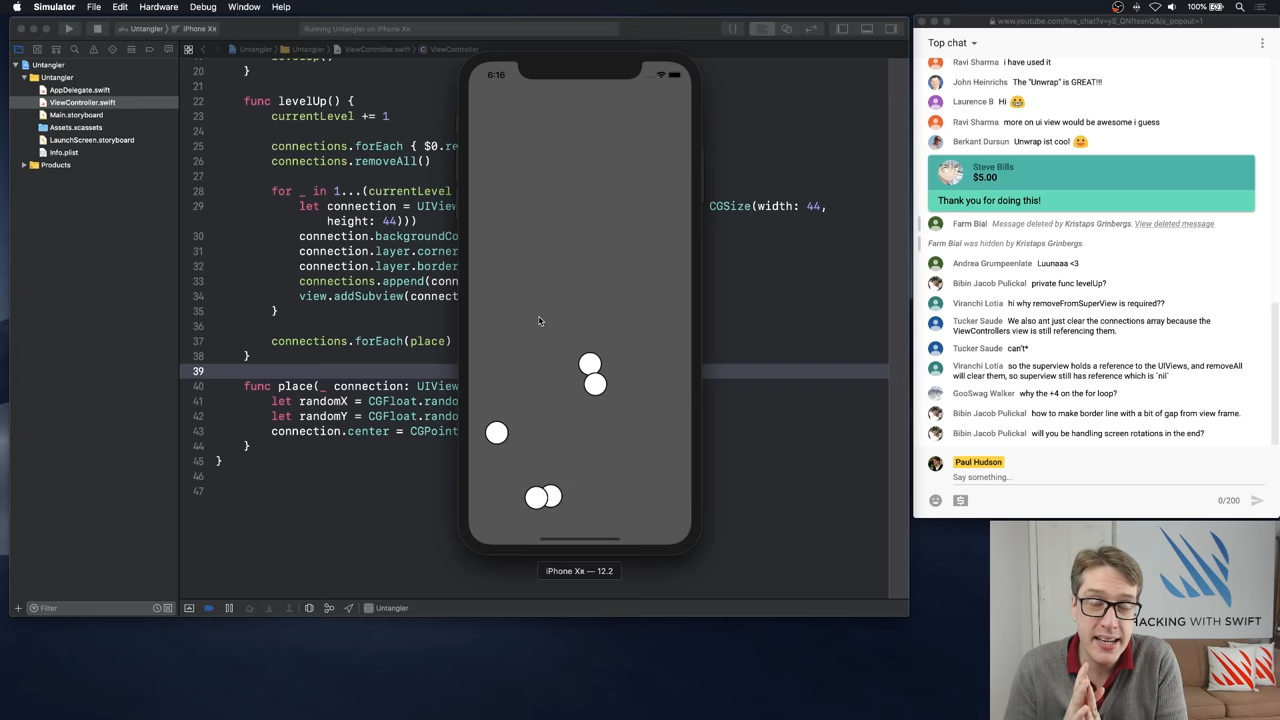 Simulator File Edit Hardware Debug Window Help 100%
Untangler iPhone XR
Running Untangler on iPhone XR
www.youtube.com/live_chat?v=yS_QN1tsenQ&is_popout=1
Untangler Untangler ViewController.swift ViewController
Untangler
Untangler
AppDelegate.swift
ViewController.swift
Main.storyboard
Assets.xcassets
LaunchScreen.storyboard
Info.plist
Products
20 }
21
22 func levelUp() {
23 currentLevel += 1
24
25 connections.forEach { $0.re
26 connections.removeAll()
27
28 for _ in 1...(currentLevel
29 let connection = UIView CGSize(width: 44,
height: 44)))
30 connection.backgroundCo
31 connection.layer.corner
32 connection.layer.border
33 connections.append(conn
34 view.addSubview(connect
35 }
36
37 connections.forEach(place)
38 }
39
40 func place(_ connection: UIView
41 let randomX = CGFloat.rando
42 let randomY = CGFloat.rando
43 connection.center = CGPoint
44 }
45 }
46
47
6:16
iPhone XR — 12.2
Filter
Untangler
Top chat
Ravi Sharma i have used it
John Heinrichs The "Unwrap" is GREAT!!!
Laurence B Hi
Ravi Sharma more on ui view would be awesome i guess
Berkant Dursun Unwrap ist cool
Steve Bills
$5.00
Thank you for doing this!
Farm Bial Message deleted by Kristaps Grinbergs. View deleted message
Farm Bial was hidden by Kristaps Grinbergs.
Andrea Grumpeenlate Luunaaa <3
Bibin Jacob Pulickal private func levelUp?
Viranchi Lotia hi why removeFromSuperView is required??
Tucker Saude We also ant just clear the connections array because the
ViewControllers view is still referencing them.
Tucker Saude can't*
Viranchi Lotia so the superview holds a reference to the UIViews, and removeAll
will clear them, so superview still has reference which is `nil`
GooSwag Walker why the +4 on the for loop?
Bibin Jacob Pulickal how to make border line with a bit of gap from view frame.
Bibin Jacob Pulickal will you be handling screen rotations in the end?
Paul Hudson
Say something...
0/200
HACKING WITH SWIFT